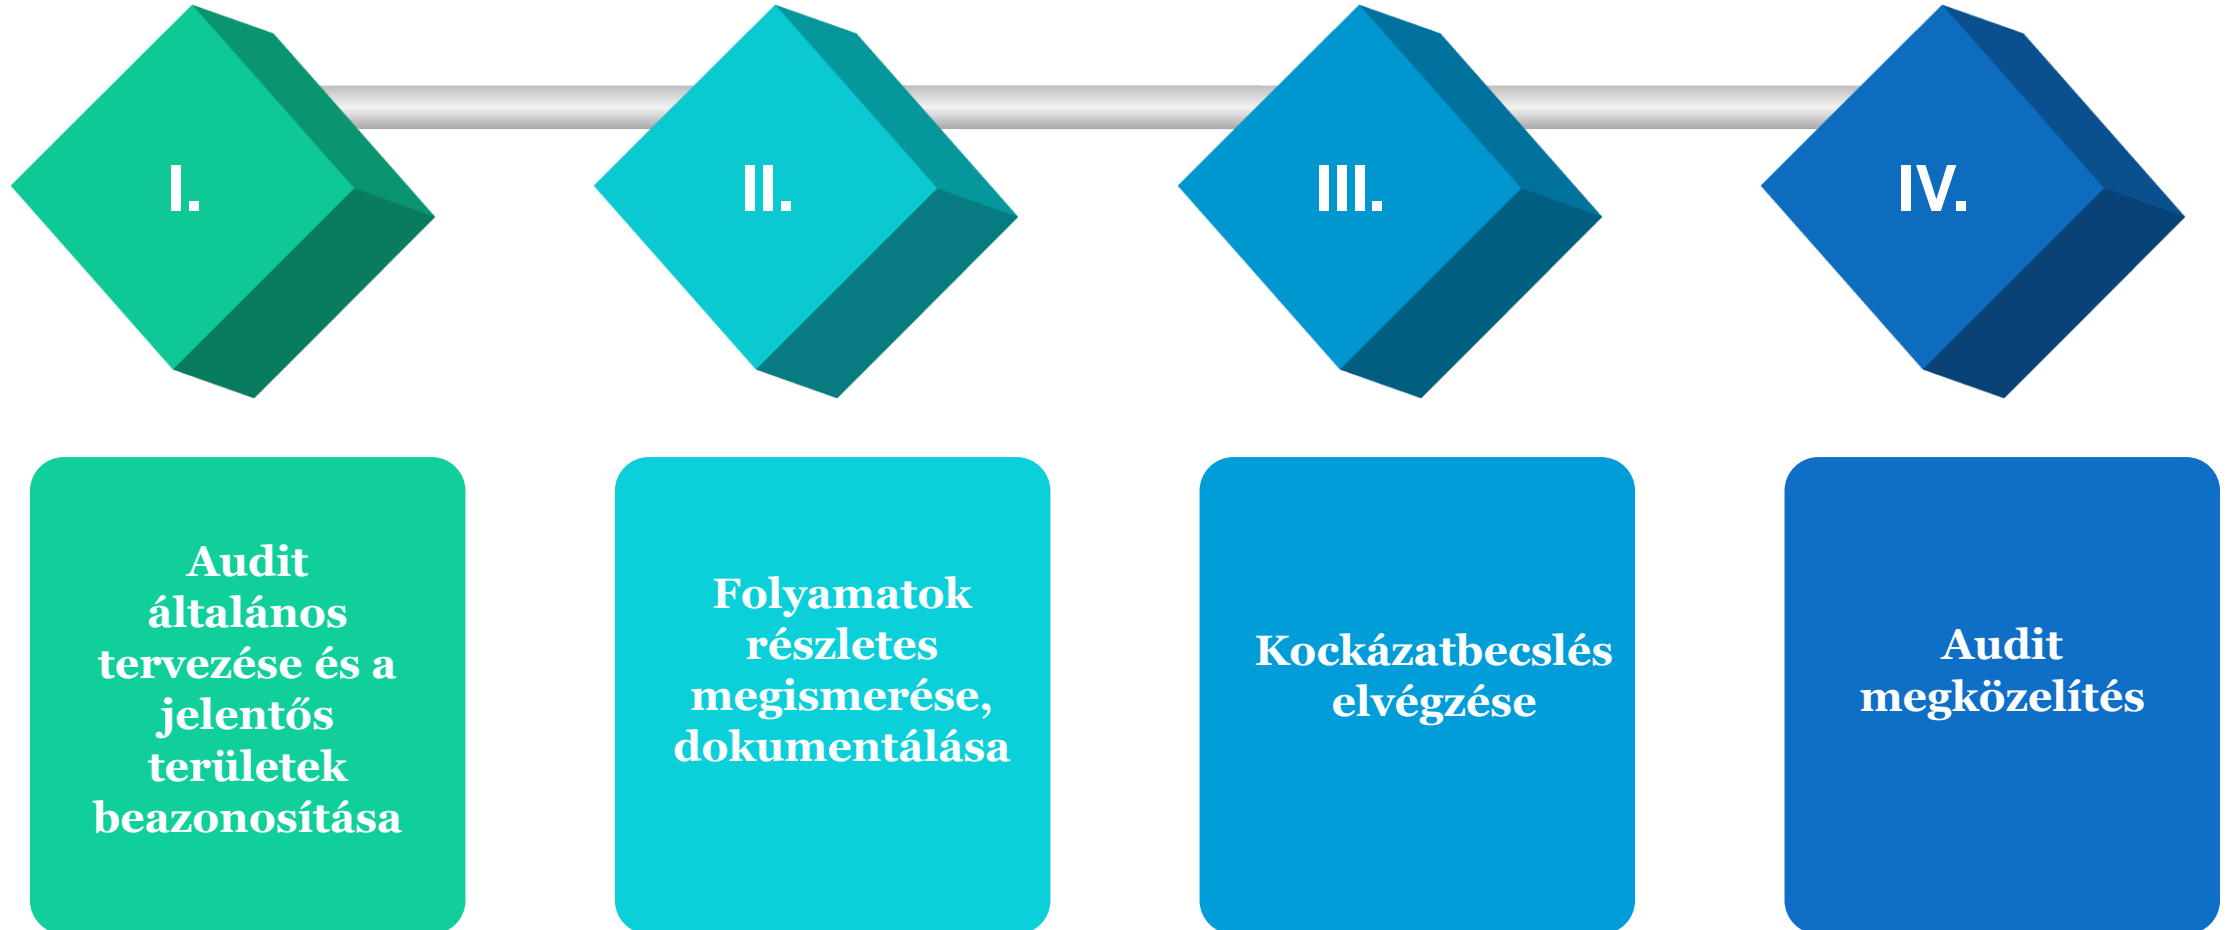 I.
II.
III.
IV.
Audit
általános
tervezése és a
jelentős
területek
beazonosítása
Folyamatok
részletes
megismerése,
dokumentálása
Kockázatbecslés
elvégzése
Audit
megközelítés